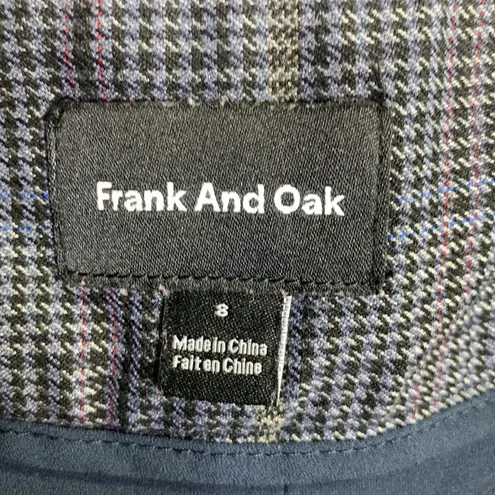 Frank And Oak
8
Made in China
Fait en Chine